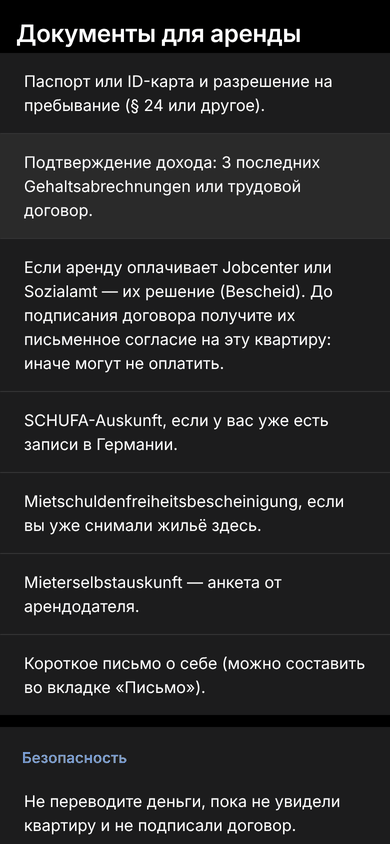 Документы для аренды
Паспорт или ID-карта и разрешение на
пребывание (§ 24 или другое).
Подтверждение дохода: 3 последних
Gehaltsabrechnungen или трудовой
договор.
Если аренду оплачивает Jobcenter или
Sozialamt — их решение (Bescheid). До
подписания договора получите их
письменное согласие на эту квартиру:
иначе могут не оплатить.
SCHUFA-Auskunft, если у вас уже есть
записи в Германии.
Mietschuldenfreiheitsbescheinigung, если
вы уже снимали жильё здесь.
Mieterselbstauskunft — анкета от
арендодателя.
Короткое письмо о себе (можно составить
во вкладке «Письмо»).
Безопасность
Не переводите деньги, пока не увидели
квартиру и не подписали договор.